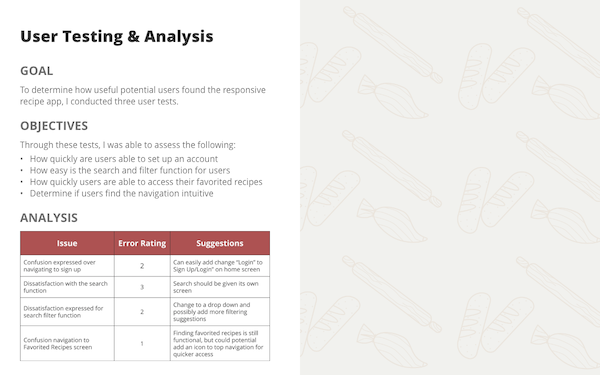 User Testing & Analysis
GOAL
To determine how useful potential users found the responsive
recipe app, I conducted three user tests.
OBJECTIVES
Through these tests, I was able to assess the following:
• How quickly are users able to set up an account
• How easy is the search and filter function for users
• How quickly users are able to access their favorited recipes
• Determine if users find the navigation intuitive
ANALYSIS
Issue Error Rating Suggestions
Confusion expressed over
navigating to sign up
2
Can easily add change "Login" to
Sign Up/Login" on home screen
Dissatisfaction with the search
function
3
Search should be given its own
screen
Dissatisfaction expressed for
search filter function
2
Change to a drop down and
possibly add more filtering
suggestions
Confusion navigation to
Favorited Recipes screen
1
Finding favorited recipes is still
functional, but could potential
add an icon to top navigation for
quicker access